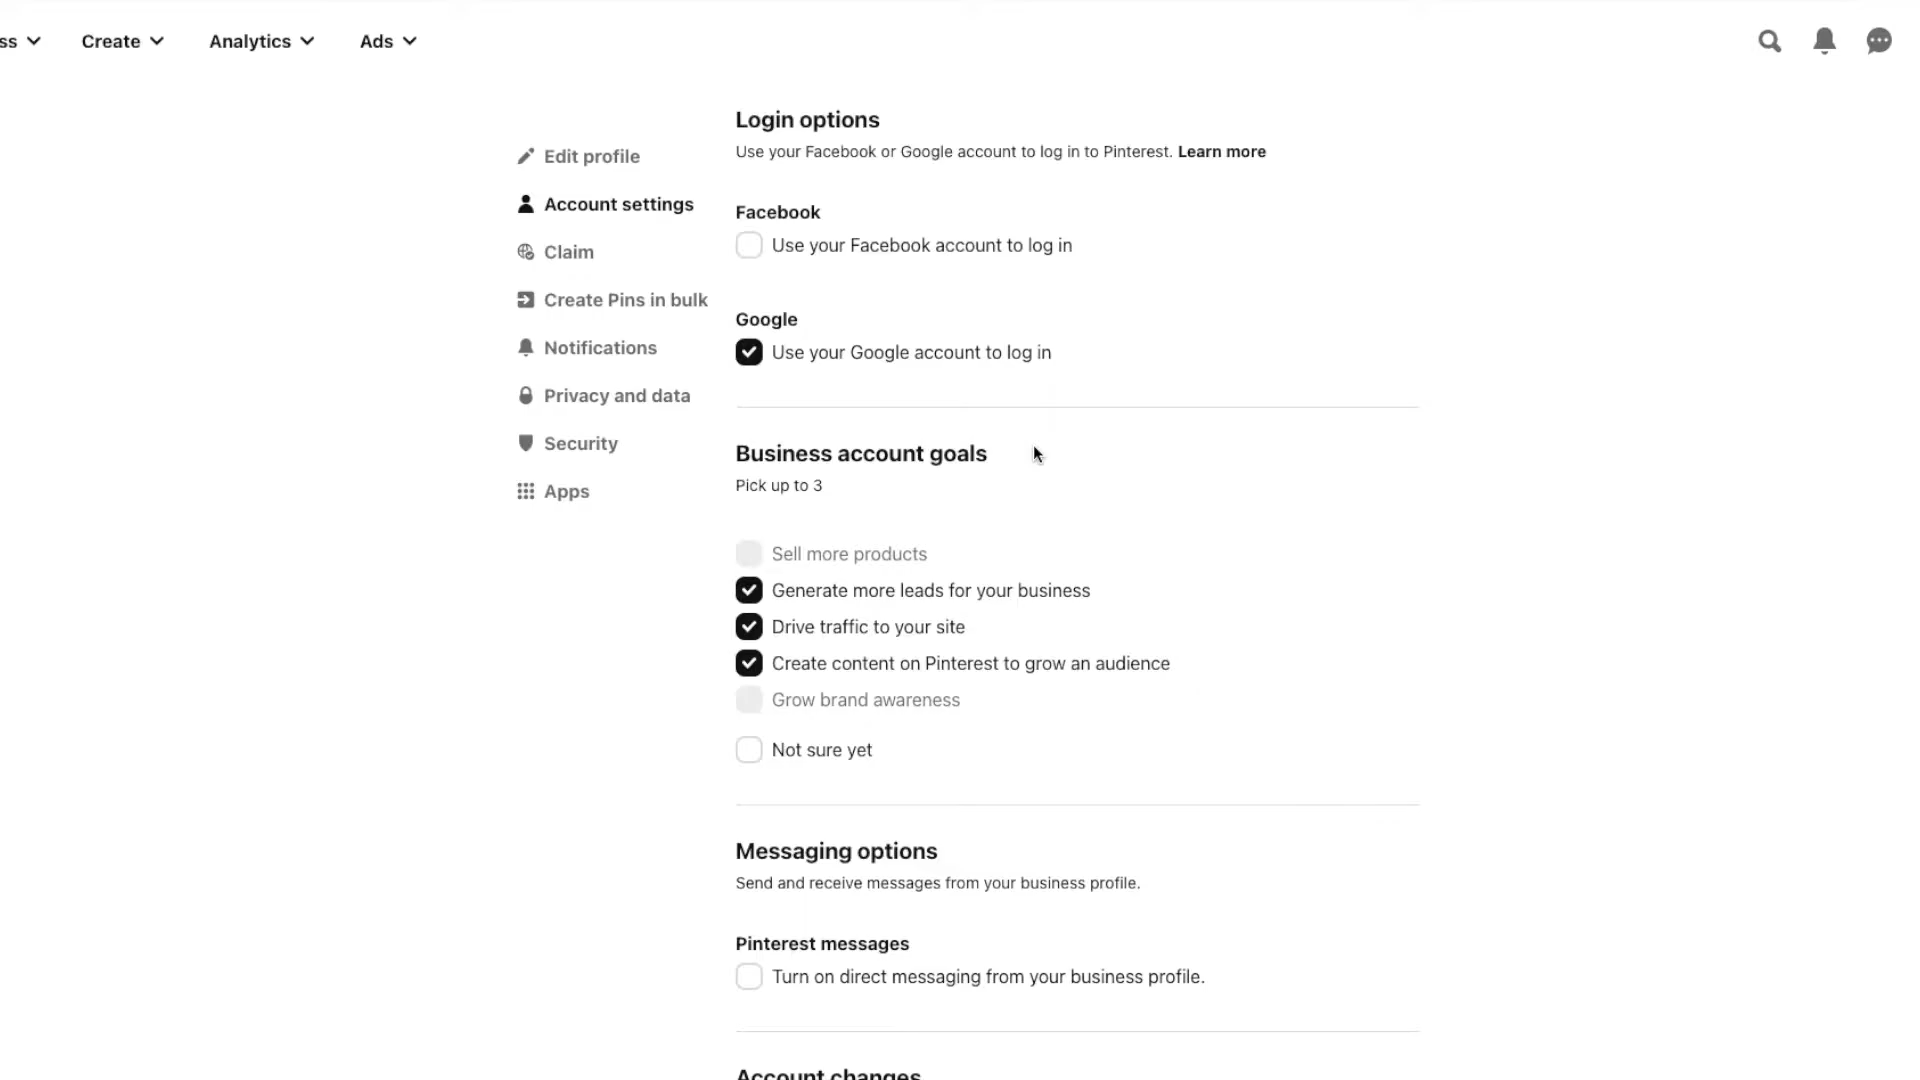 ss
Create
Analytics
Ads
Edit profile
Account settings
Claim
Create Pins in bulk
Notifications
Privacy and data
Security
Apps
Login options
Use your Facebook or Google account to log in to Pinterest. Learn more
Facebook
Use your Facebook account to log in
Google
Use your Google account to log in
Business account goals
Pick up to 3
Sell more products
Generate more leads for your business
Drive traffic to your site
Create content on Pinterest to grow an audience
Grow brand awareness
Not sure yet
Messaging options
Send and receive messages from your business profile.
Pinterest messages
Turn on direct messaging from your business profile.
Account changes